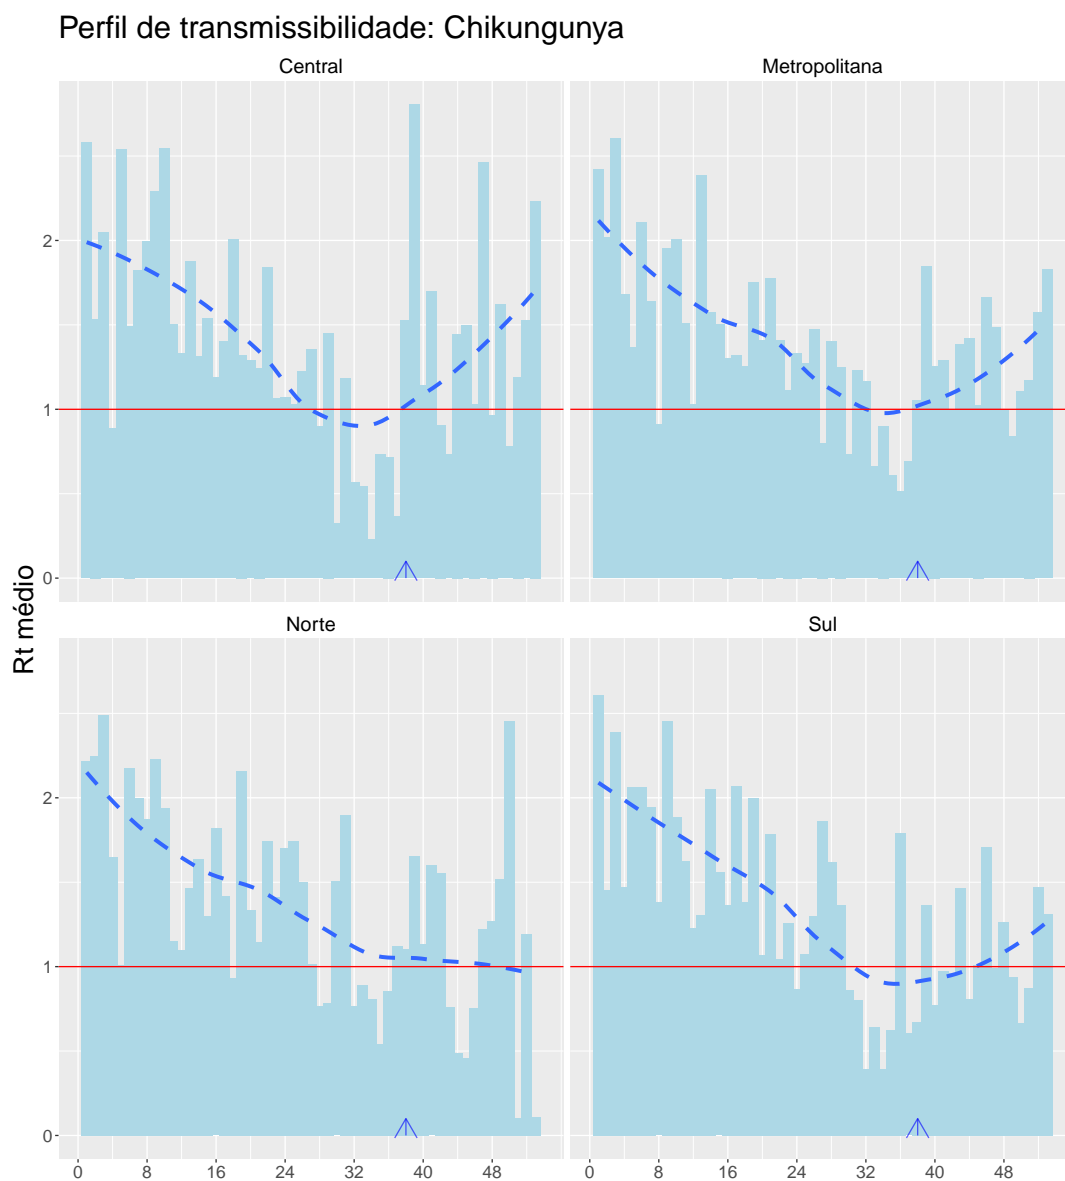 Perfil de transmissibilidade: Chikungunya
Central
Metropolitana
2
1
0
Rt médio
Norte
Sul
2
1
0
0 8 16 24 32 40 48
0 8 16 24 32 40 48